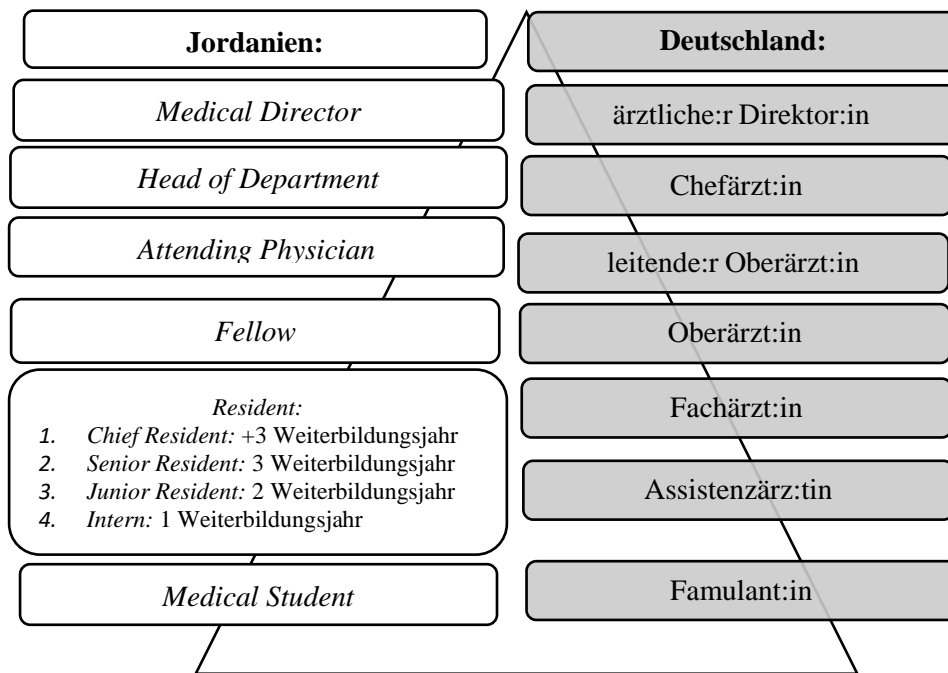 Jordanien:
Medical Director
Head of Department
Attending Physician
Fellow
Resident:
1. Chief Resident: +3 Weiterbildungsjahr
2. Senior Resident: 3 Weiterbildungsjahr
3. Junior Resident: 2 Weiterbildungsjahr
4. Intern: 1 Weiterbildungsjahr
Medical Student
Deutschland:
ärztliche:r Direktor:in
Chefärzt:in
leitende:r Oberärzt:in
Oberärzt:in
Fachärzt:in
Assistenzärz:tin
Famulant:in